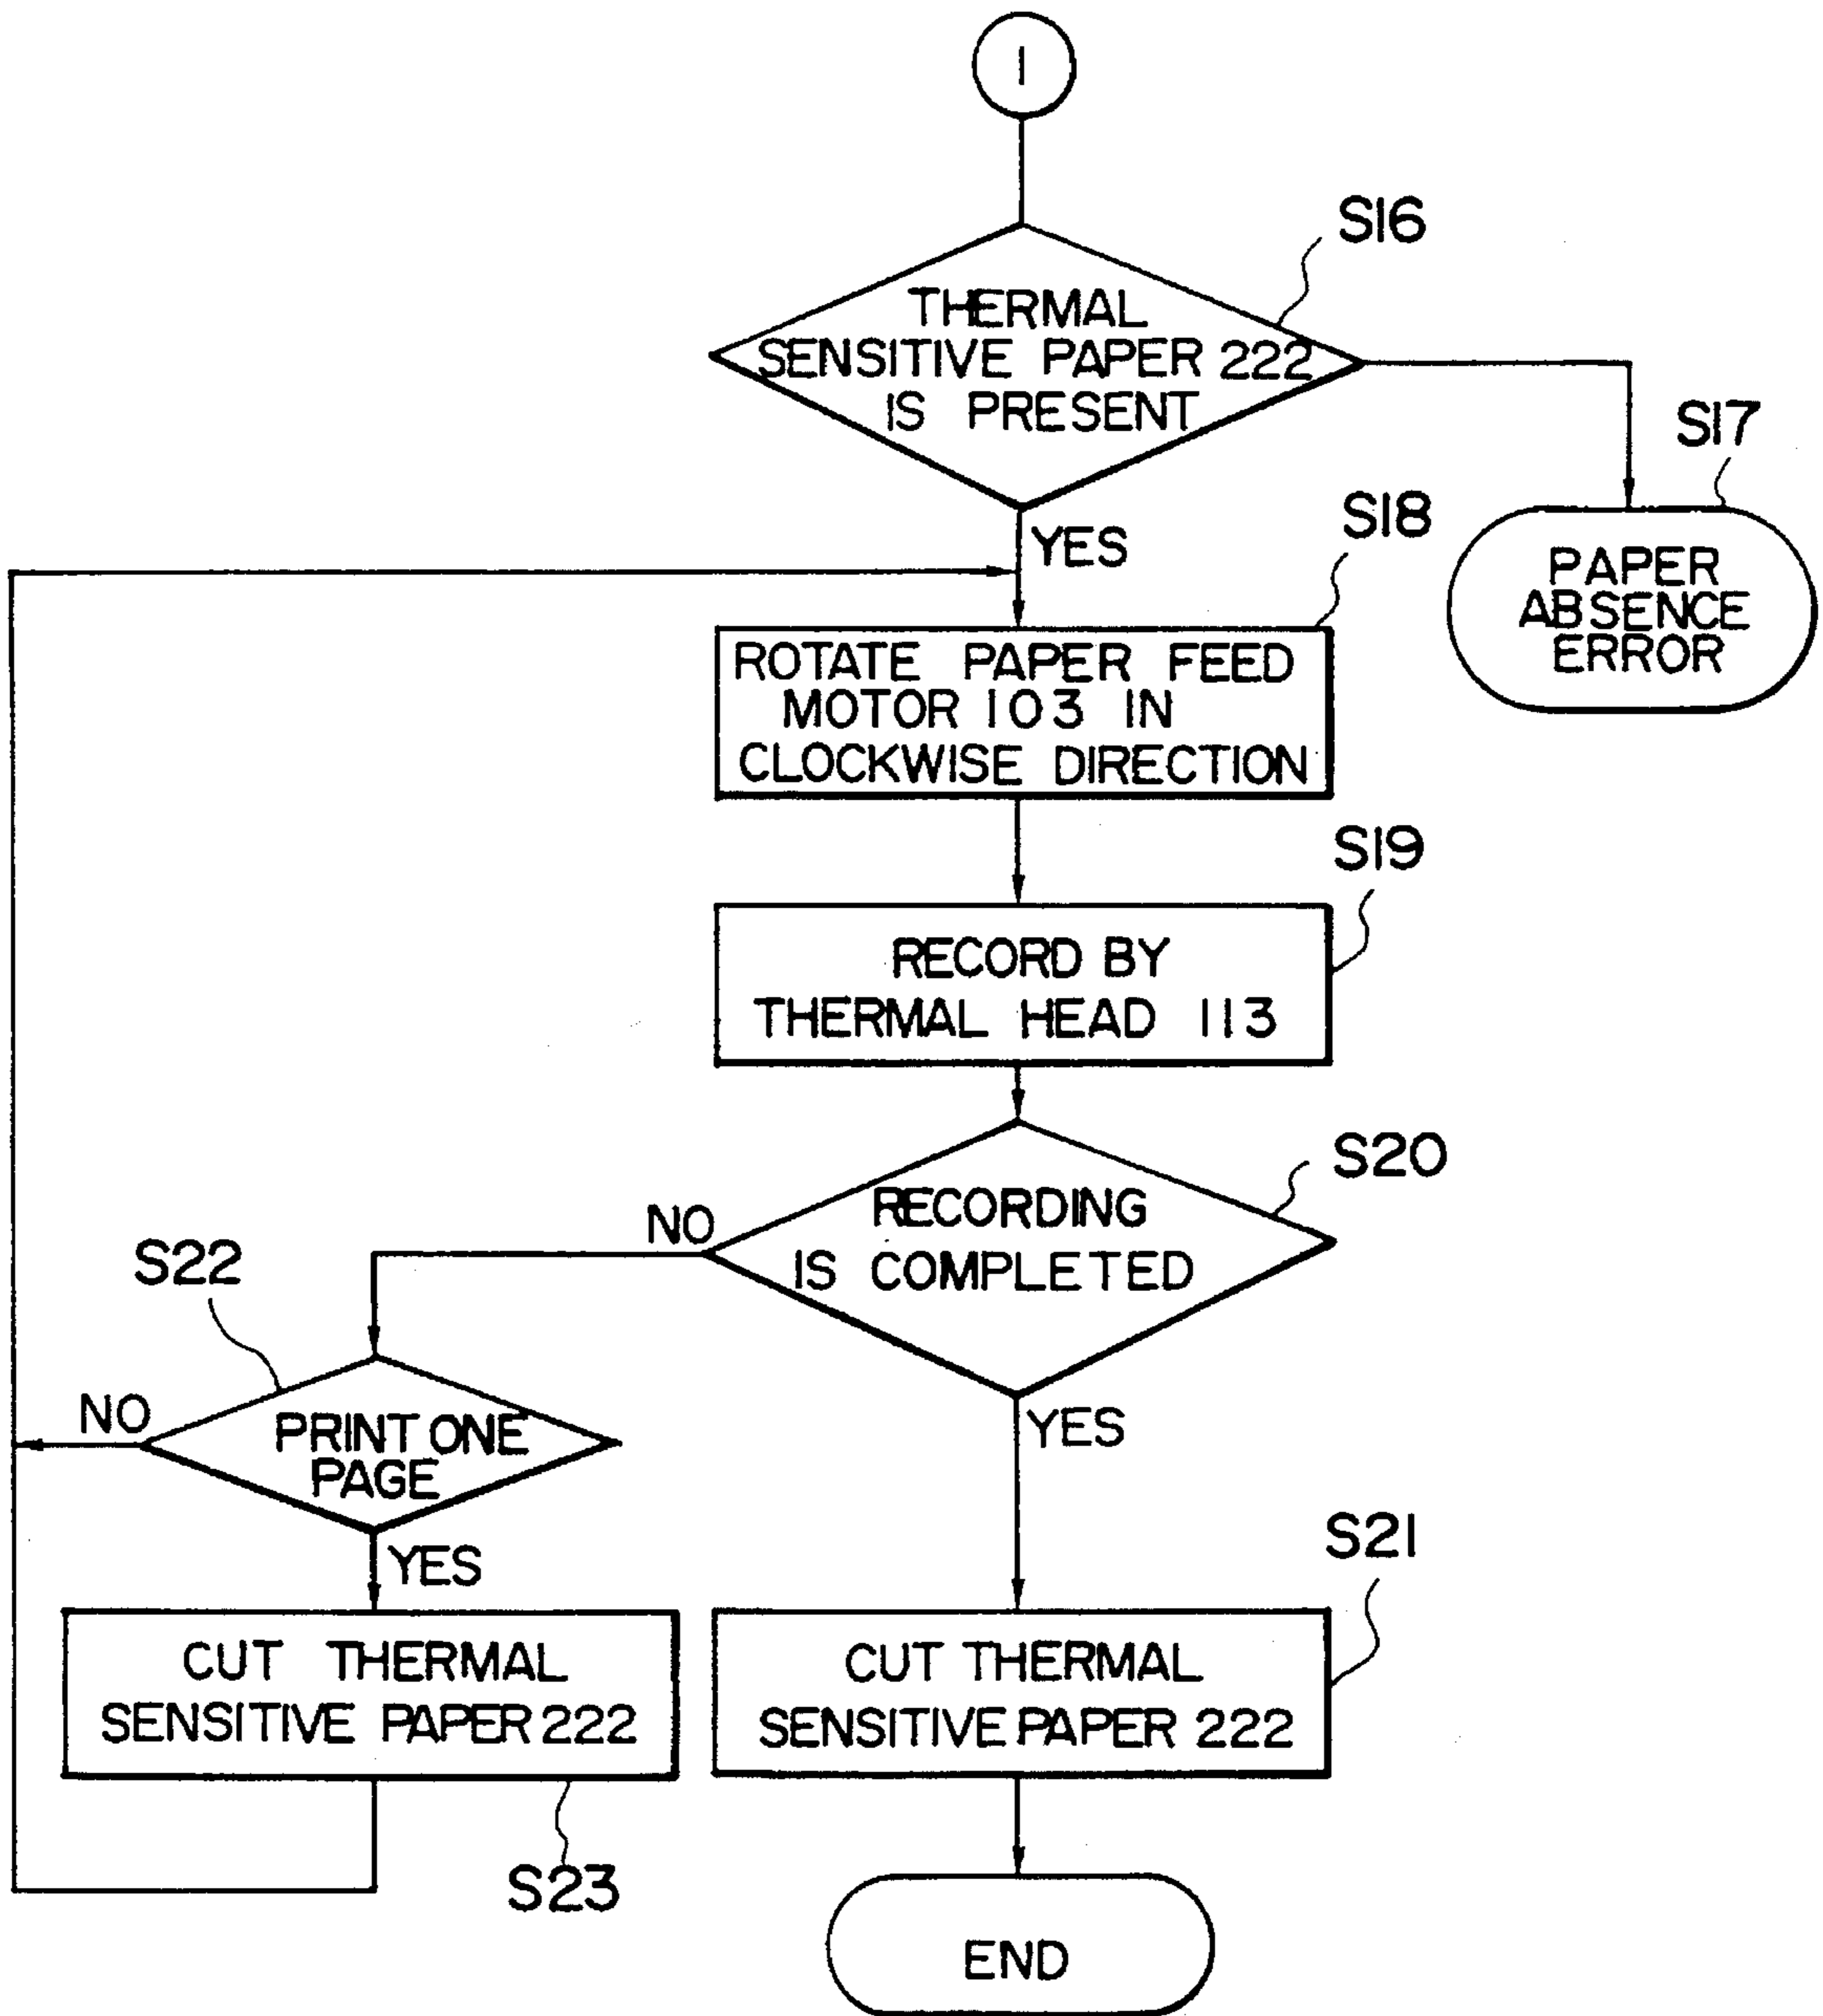 1
S16
THERMAL
SENSITIVE PAPER 222
IS PRESENT
S17
PAPER
ABSENCE
ERROR
YES
S18
ROTATE PAPER FEED
MOTOR 103 IN
CLOCKWISE DIRECTION
S19
RECORD BY
THERMAL HEAD 113
S20
RECORDING
IS COMPLETED
NO
S22
PRINT ONE
PAGE
NO
YES
YES
S23
CUT THERMAL
SENSITIVE PAPER 222
S21
CUT THERMAL
SENSITIVE PAPER 222
END